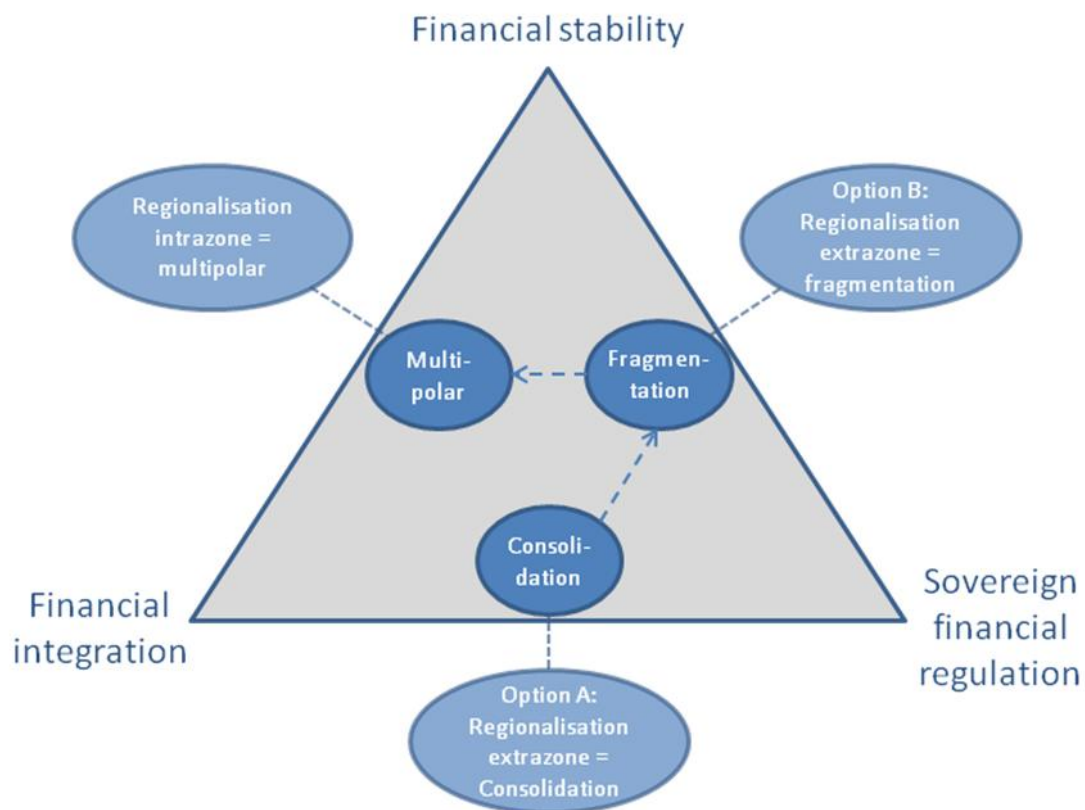 Financial stability
Regionalisation
intrazone =
multipolar
Option B:
Regionalisation
extrazone =
fragmentation
Multi-
polar
Fragmen-
tation
Consoli-
dation
Financial
integration
Sovereign
financial
regulation
Option A:
Regionalisation
extrazone =
Consolidation